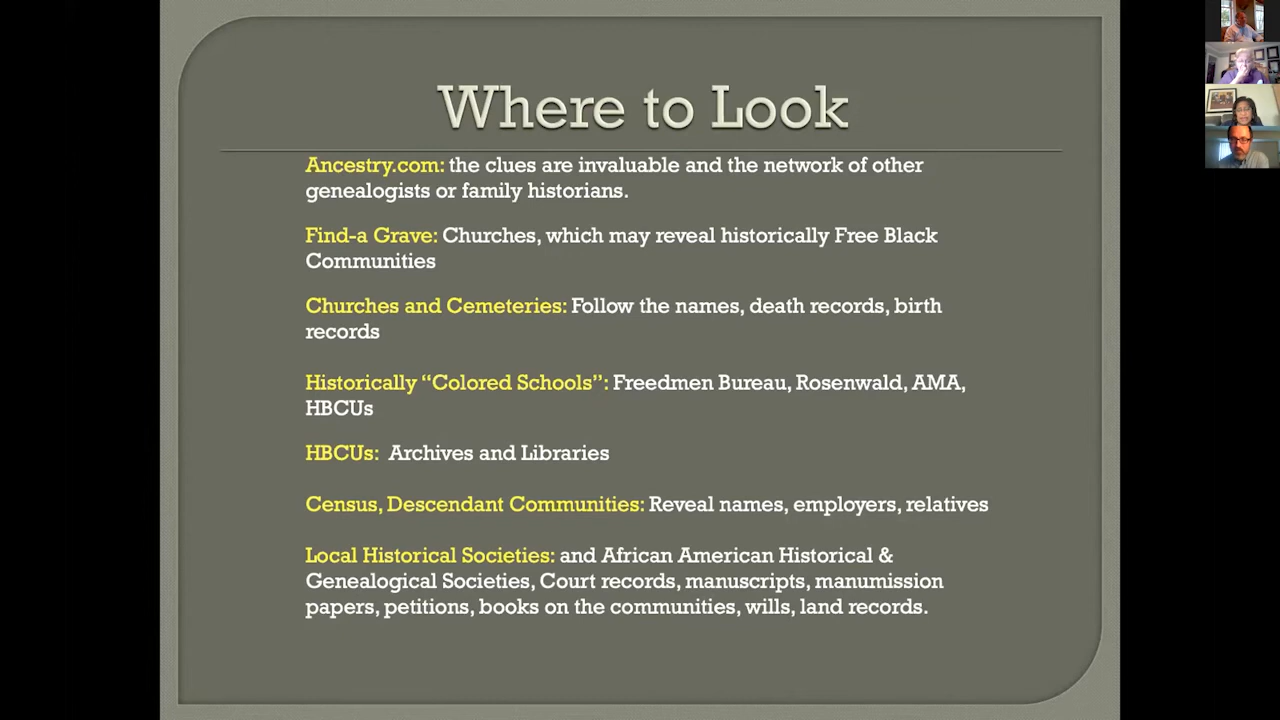 Where to Look
Ancestry.com: the clues are invaluable and the network of other
genealogists or family historians.
Find-a Grave: Churches, which may reveal historically Free Black
Communities
Churches and Cemeteries: Follow the names, death records, birth
records
Historically “Colored Schools”: Freedmen Bureau, Rosenwald, AMA,
HBCUs
HBCUs: Archives and Libraries
Census, Descendant Communities: Reveal names, employers, relatives
Local Historical Societies: and African American Historical &
Genealogical Societies, Court records, manuscripts, manumission
papers, petitions, books on the communities, wills, land records.